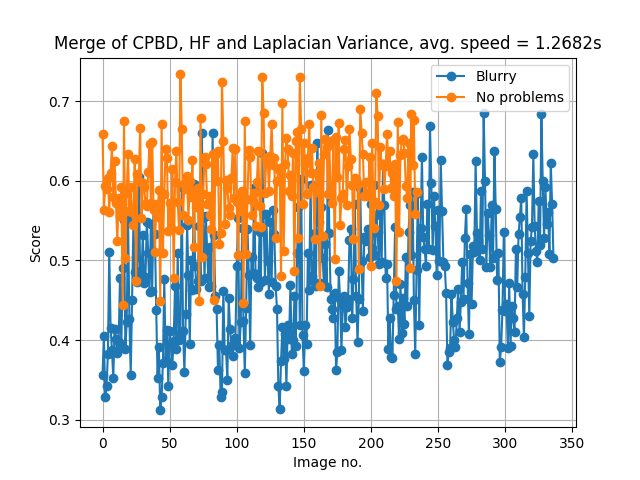 Merge of CPBD, HF and Laplacian Variance, avg. speed = 1.2682s
Blurry
No problems
Score
0.7
0.6
0.5
0.4
0.3
0 50 100 150 200 250 300 350
Image no.